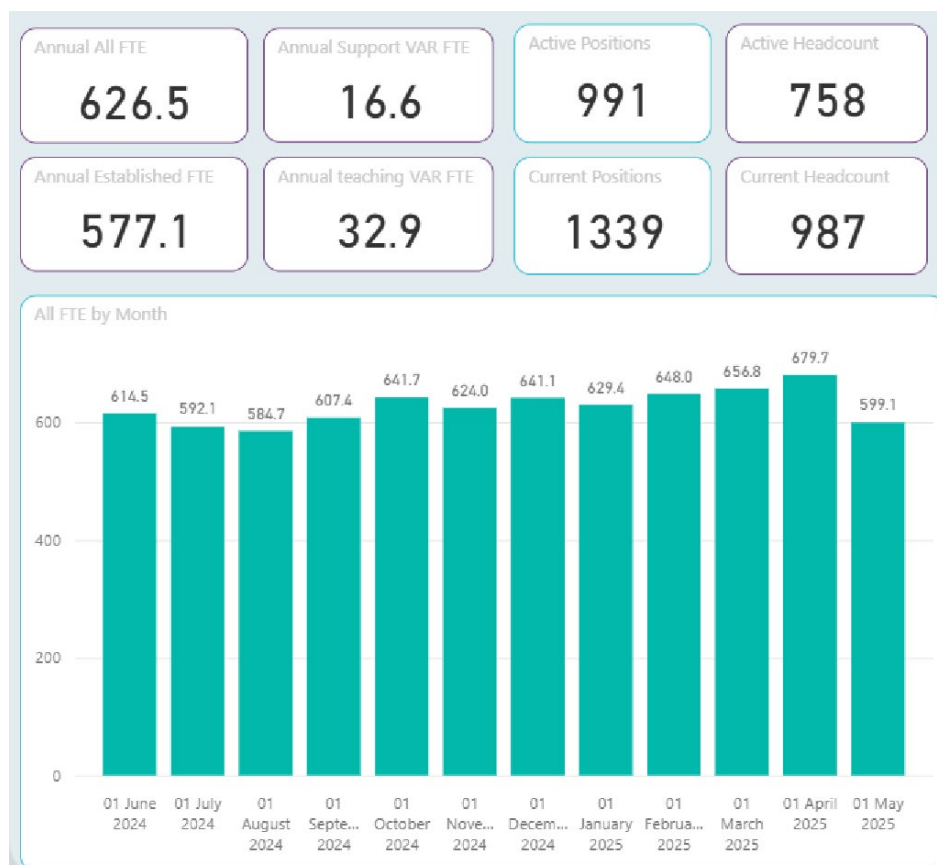 Annual All FTE
626.5
Annual Support VAR FTE
16.6
Active Positions
991
Active Headcount
758
Annual Established FTE
577.1
Annual teaching VAR FTE
32.9
Current Positions
1339
Current Headcount
987
All FTE by Month
614.5
592.1
584.7
607.4
641.7
624.0
641.1
629.4
648.0
656.8
679.7
599.1
600
400
200
0
01 June
2024
01 July
2024
01
August
2024
01
Septe...
2024
01
October
2024
01
Nove...
2024
01
Decem...
2024
01
January
2025
01
Februa...
2025
01
March
2025
01 April
2025
01 May
2025